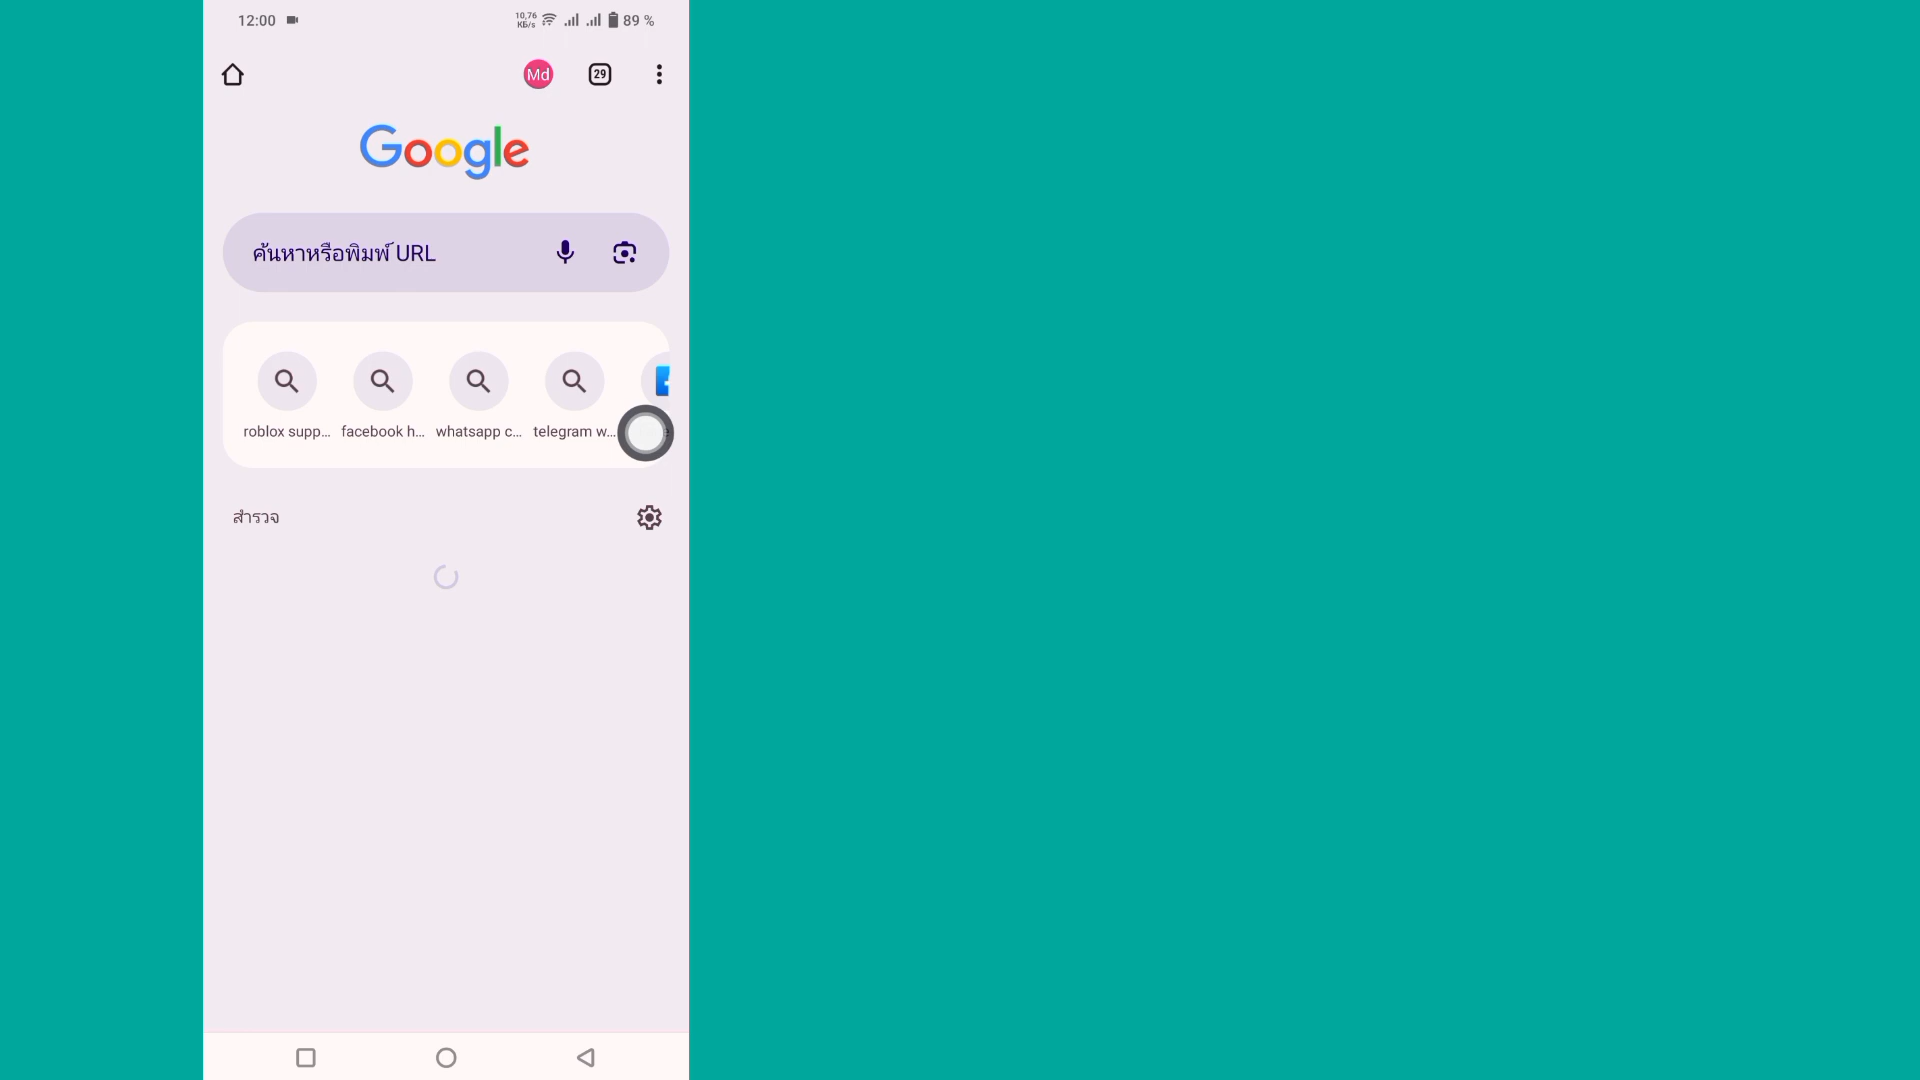 12:00
10,76
КБ/s
89 %
Md
29
Google
ค้นหาหรือพิมพ์ URL
roblox supp...
facebook h...
whatsapp c...
telegram w...
สำรวจ